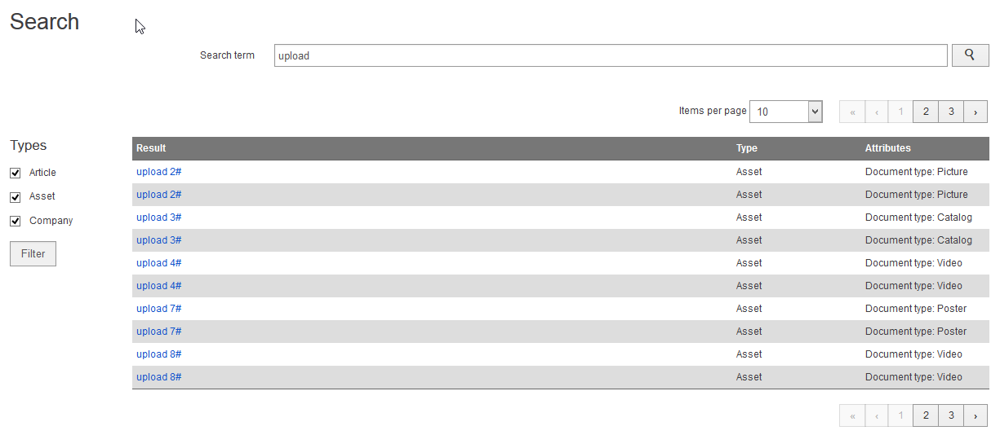 Search
Search term upload
Items per page 10 « ‹ 1 2 3 ›
Types
Article
Asset
Company
Filter
Result Type Attributes
upload 2# Asset Document type: Picture
upload 2# Asset Document type: Picture
upload 3# Asset Document type: Catalog
upload 3# Asset Document type: Catalog
upload 4# Asset Document type: Video
upload 4# Asset Document type: Video
upload 7# Asset Document type: Poster
upload 7# Asset Document type: Poster
upload 8# Asset Document type: Video
upload 8# Asset Document type: Video
« ‹ 1 2 3 ›